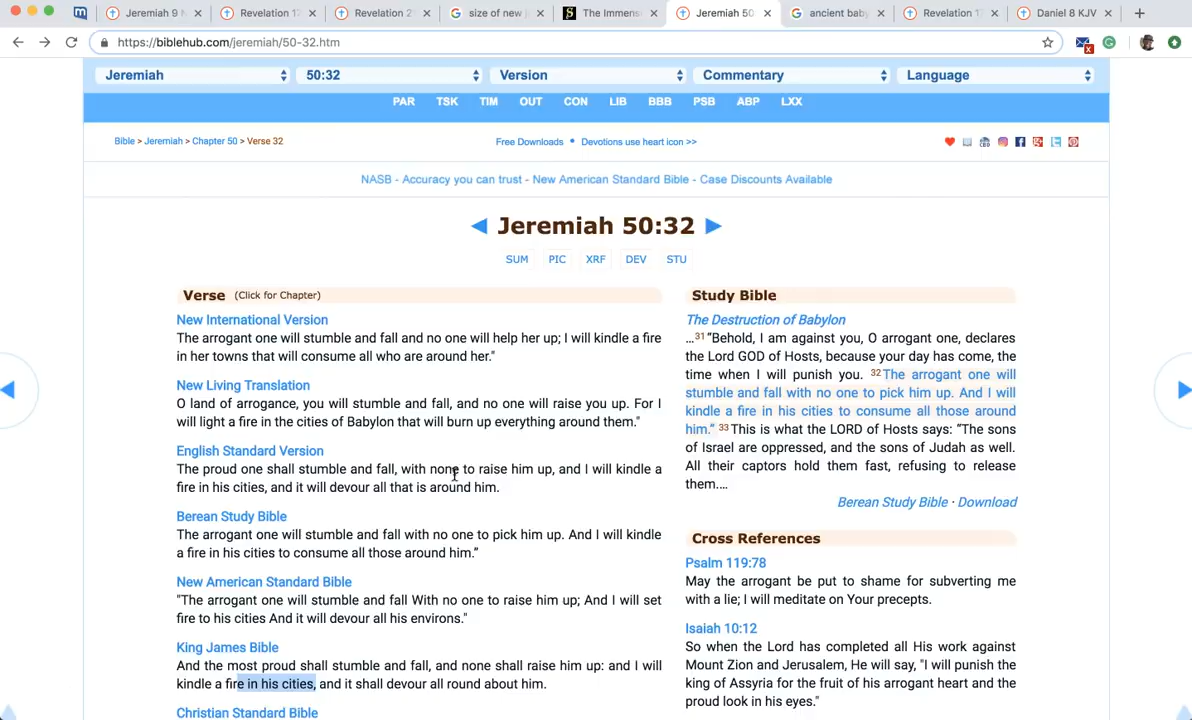 Jeremiah 9 N
Revelation 17
Revelation 2
size of new j
The Immens
Jeremiah 50
ancient baby
Revelation 1
Daniel 8 KJV
https://biblehub.com/jeremiah/50-32.htm
Jeremiah
50:32
Version
Commentary
Language
PAR TSK TIM OUT CON LIB BBB PSB ABP LXX
Bible > Jeremiah > Chapter 50 > Verse 32
Free Downloads • Devotions use heart icon >>
NASB - Accuracy you can trust - New American Standard Bible - Case Discounts Available
Jeremiah 50:32
SUM PIC XRF DEV STU
Verse (Click for Chapter)
New International Version
The arrogant one will stumble and fall and no one will help her up; I will kindle a fire
in her towns that will consume all who are around her."
New Living Translation
O land of arrogance, you will stumble and fall, and no one will raise you up. For I
will light a fire in the cities of Babylon that will burn up everything around them."
English Standard Version
The proud one shall stumble and fall, with none to raise him up, and I will kindle a
fire in his cities, and it will devour all that is around him.
Berean Study Bible
The arrogant one will stumble and fall with no one to pick him up. And I will kindle
a fire in his cities to consume all those around him.”
New American Standard Bible
"The arrogant one will stumble and fall With no one to raise him up; And I will set
fire to his cities And it will devour all his environs."
King James Bible
And the most proud shall stumble and fall, and none shall raise him up: and I will
kindle a fire in his cities, and it shall devour all round about him.
Christian Standard Bible
Study Bible
The Destruction of Babylon
…31“Behold, I am against you, O arrogant one, declares
the Lord GOD of Hosts, because your day has come, the
time when I will punish you. 32The arrogant one will
stumble and fall with no one to pick him up. And I will
kindle a fire in his cities to consume all those around
him.” 33This is what the LORD of Hosts says: “The sons
of Israel are oppressed, and the sons of Judah as well.
All their captors hold them fast, refusing to release
them.…
Berean Study Bible · Download
Cross References
Psalm 119:78
May the arrogant be put to shame for subverting me
with a lie; I will meditate on Your precepts.
Isaiah 10:12
So when the Lord has completed all His work against
Mount Zion and Jerusalem, He will say, "I will punish the
king of Assyria for the fruit of his arrogant heart and the
proud look in his eyes."